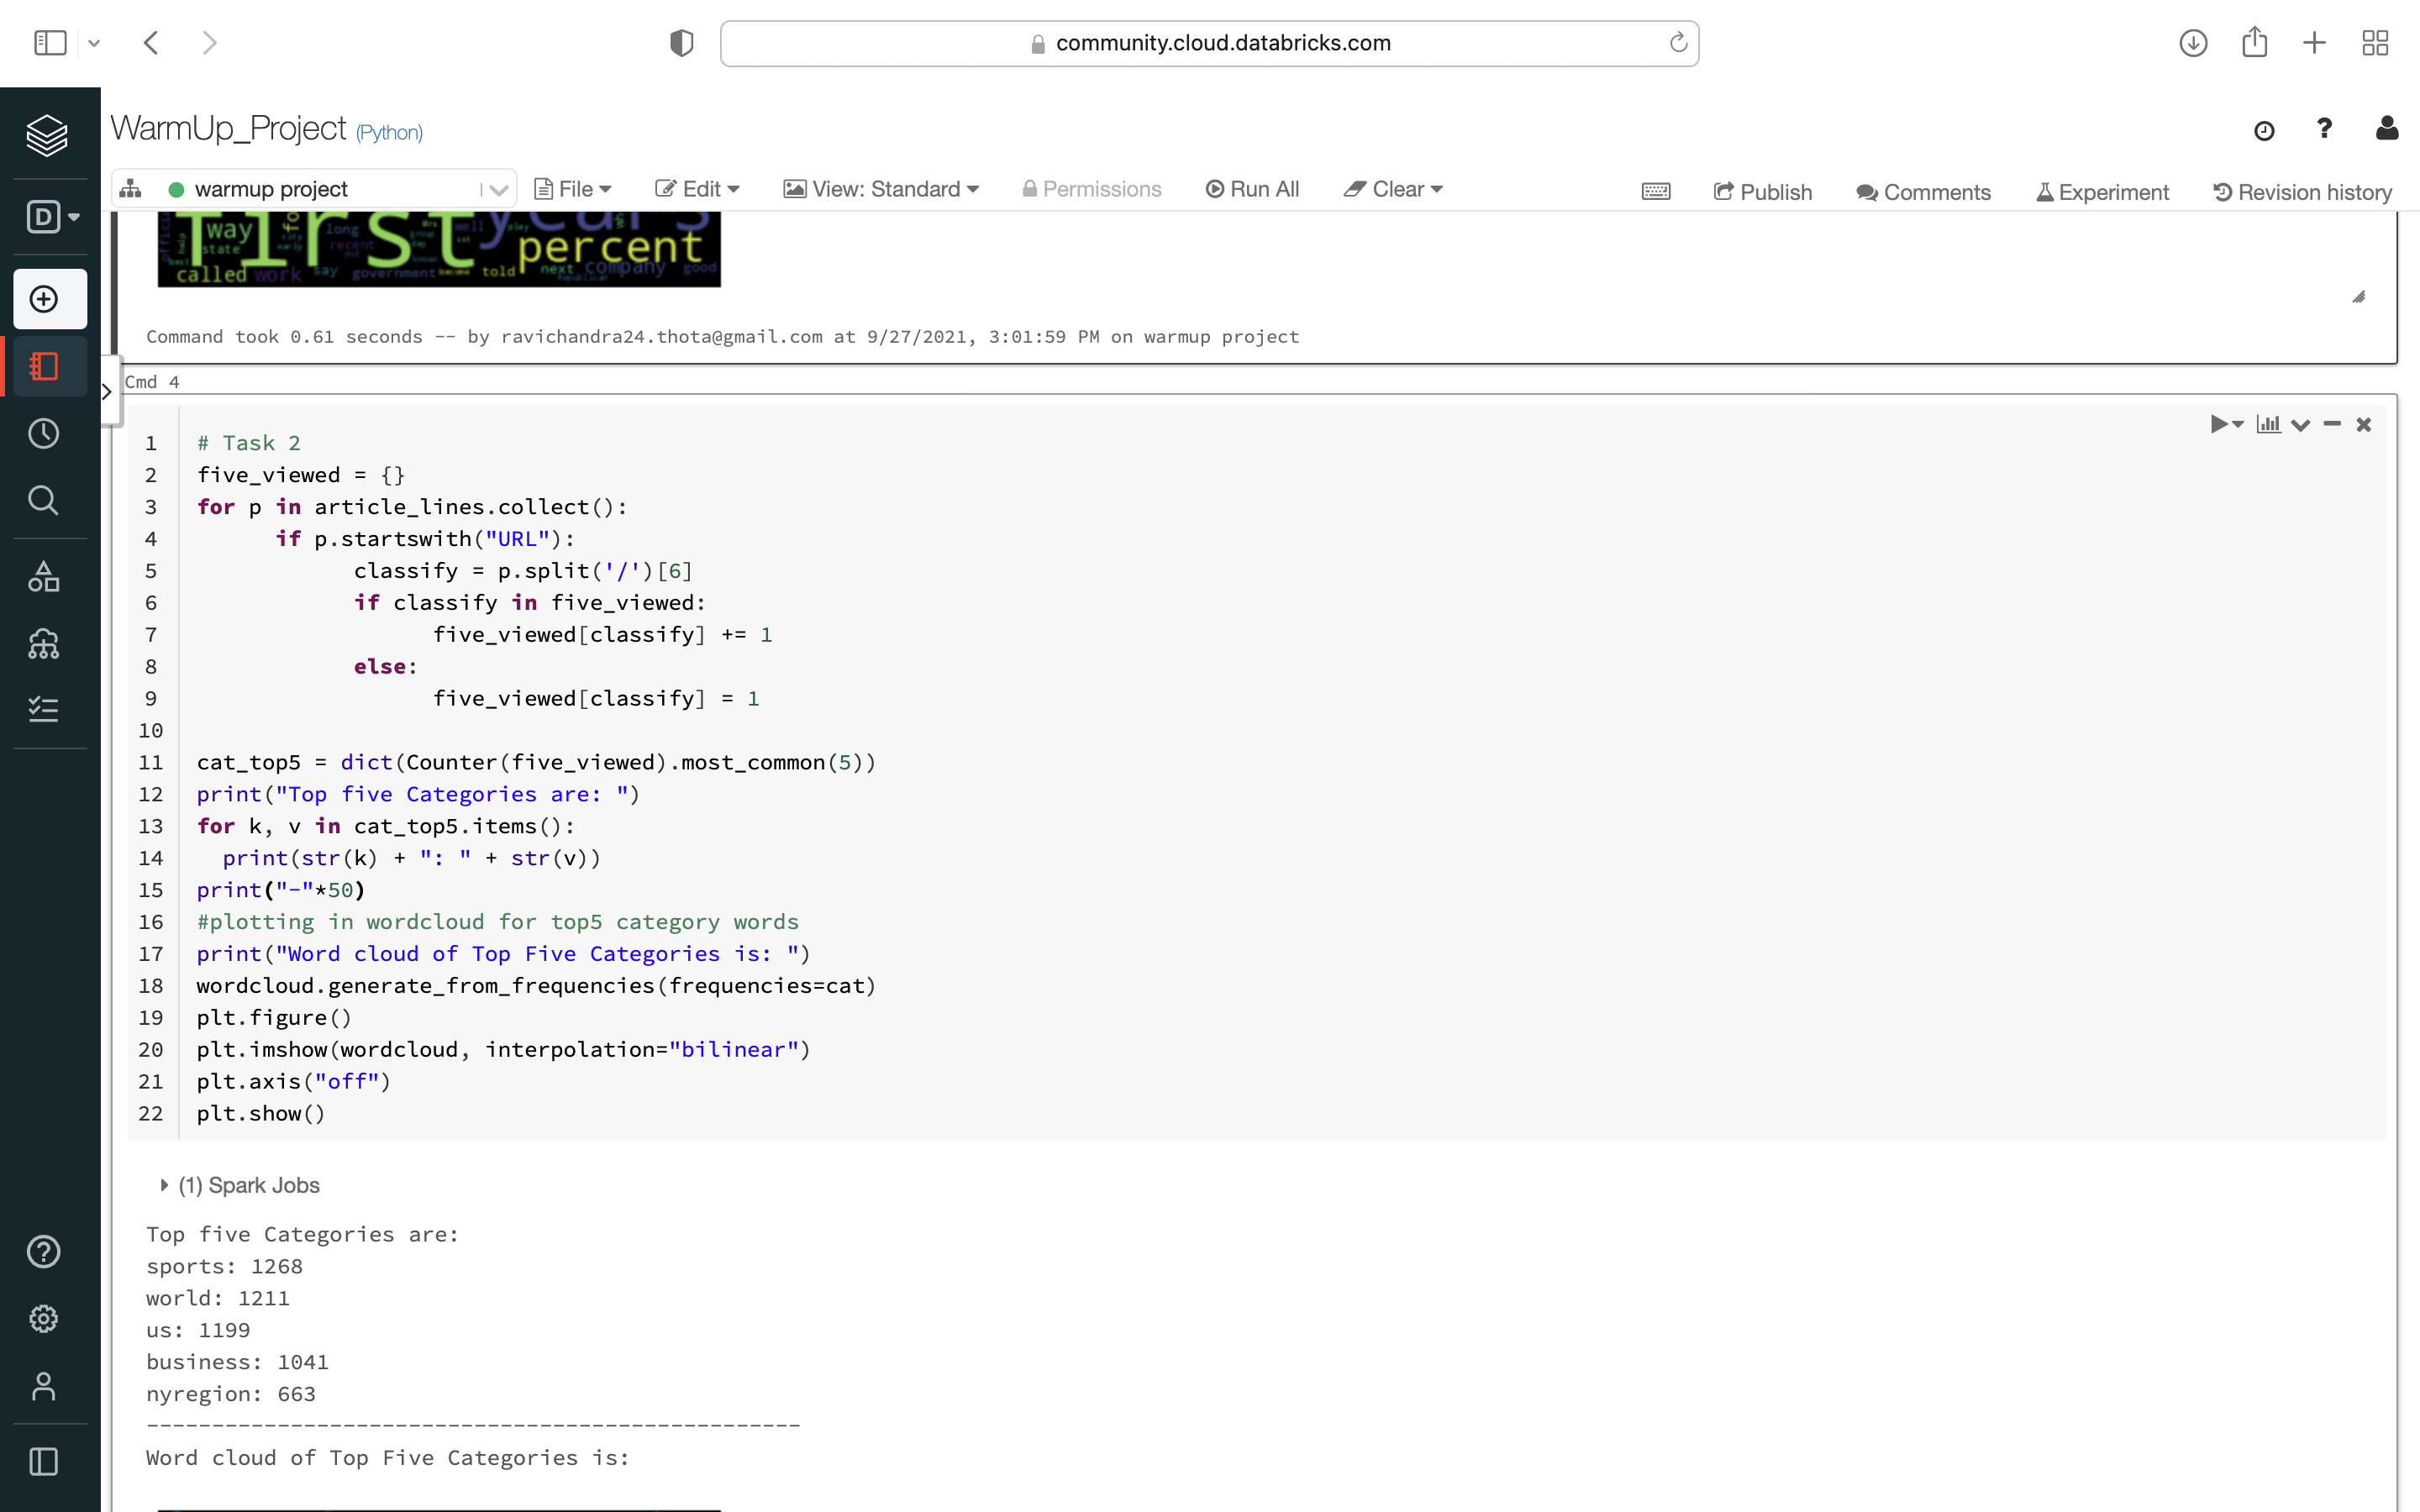 community.cloud.databricks.com
WarmUp_Project (Python)
warmup project
File
Edit
View: Standard
Permissions
Run All
Clear
Publish
Comments
Experiment
Revision history
D
first years
way
state
long
recent
percent
called work say government told next company good
Command took 0.61 seconds -- by ravichandra24.thota@gmail.com at 9/27/2021, 3:01:59 PM on warmup project
Cmd 4
1 # Task 2
2 five_viewed = {}
3 for p in article_lines.collect():
4 if p.startswith("URL"):
5 classify = p.split('/')[6]
6 if classify in five_viewed:
7 five_viewed[classify] += 1
8 else:
9 five_viewed[classify] = 1
10
11 cat_top5 = dict(Counter(five_viewed).most_common(5))
12 print("Top five Categories are: ")
13 for k, v in cat_top5.items():
14 print(str(k) + ": " + str(v))
15 print("-"*50)
16 #plotting in wordcloud for top5 category words
17 print("Word cloud of Top Five Categories is: ")
18 wordcloud.generate_from_frequencies(frequencies=cat)
19 plt.figure()
20 plt.imshow(wordcloud, interpolation="bilinear")
21 plt.axis("off")
22 plt.show()
(1) Spark Jobs
Top five Categories are:
sports: 1268
world: 1211
us: 1199
business: 1041
nyregion: 663
--------------------------------------------------
Word cloud of Top Five Categories is: